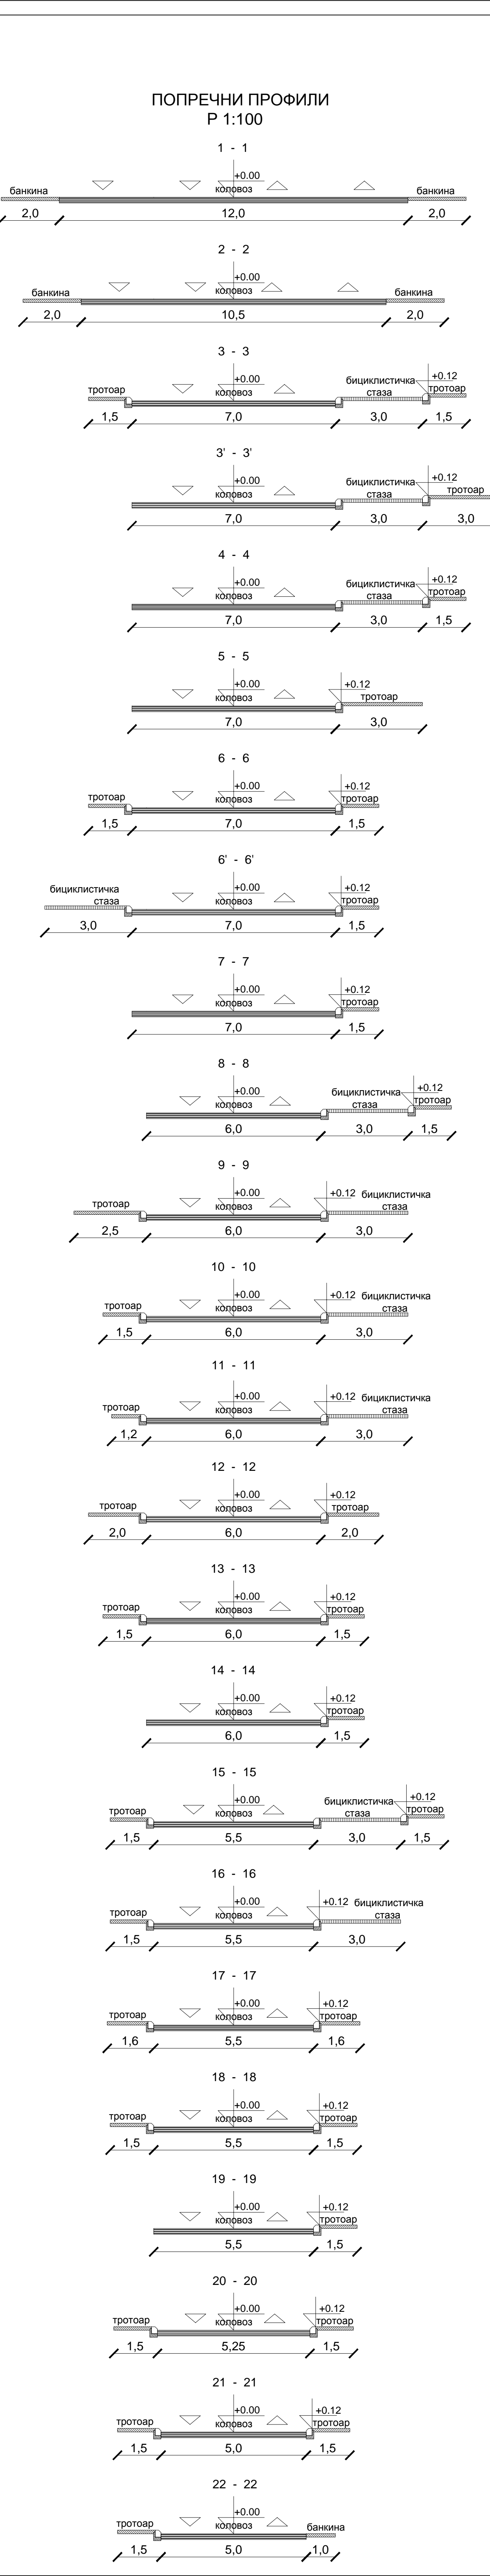 ПОПРЕЧНИ ПРОФИЛИ
Р 1:100
1 - 1
+0.00
банкина коловоз банкина
2,0 12,0 2,0
2 - 2
+0.00
банкина коловоз банкина
2,0 10,5 2,0
3 - 3
+0.00 бициклистичка +0.12
тротоар коловоз стаза тротоар
1,5 7,0 3,0 1,5
3' - 3'
+0.00 бициклистичка +0.12
коловоз стаза тротоар
7,0 3,0 3,0
4 - 4
+0.00 бициклистичка +0.12
коловоз стаза тротоар
7,0 3,0 1,5
5 - 5
+0.00 +0.12
коловоз тротоар
7,0 3,0
6 - 6
+0.00 +0.12
тротоар коловоз тротоар
1,5 7,0 1,5
6' - 6'
бициклистичка +0.00 +0.12
стаза коловоз тротоар
3,0 7,0 1,5
7 - 7
+0.00 +0.12
коловоз тротоар
7,0 1,5
8 - 8
+0.00 бициклистичка +0.12
коловоз стаза тротоар
6,0 3,0 1,5
9 - 9
+0.00 +0.12 бициклистичка
тротоар коловоз стаза
2,5 6,0 3,0
10 - 10
+0.00 +0.12 бициклистичка
тротоар коловоз стаза
1,5 6,0 3,0
11 - 11
+0.00 +0.12 бициклистичка
тротоар коловоз стаза
1,2 6,0 3,0
12 - 12
+0.00 +0.12
тротоар коловоз тротоар
2,0 6,0 2,0
13 - 13
+0.00 +0.12
тротоар коловоз тротоар
1,5 6,0 1,5
14 - 14
+0.00 +0.12
коловоз тротоар
6,0 1,5
15 - 15
+0.00 бициклистичка +0.12
тротоар коловоз стаза тротоар
1,5 5,5 3,0 1,5
16 - 16
+0.00 +0.12 бициклистичка
тротоар коловоз стаза
1,5 5,5 3,0
17 - 17
+0.00 +0.12
тротоар коловоз тротоар
1,6 5,5 1,6
18 - 18
+0.00 +0.12
тротоар коловоз тротоар
1,5 5,5 1,5
19 - 19
+0.00 +0.12
коловоз тротоар
5,5 1,5
20 - 20
+0.00 +0.12
тротоар коловоз тротоар
1,5 5,25 1,5
21 - 21
+0.00 +0.12
тротоар коловоз тротоар
1,5 5,0 1,5
22 - 22
+0.00
тротоар коловоз банкина
1,5 5,0 1,0